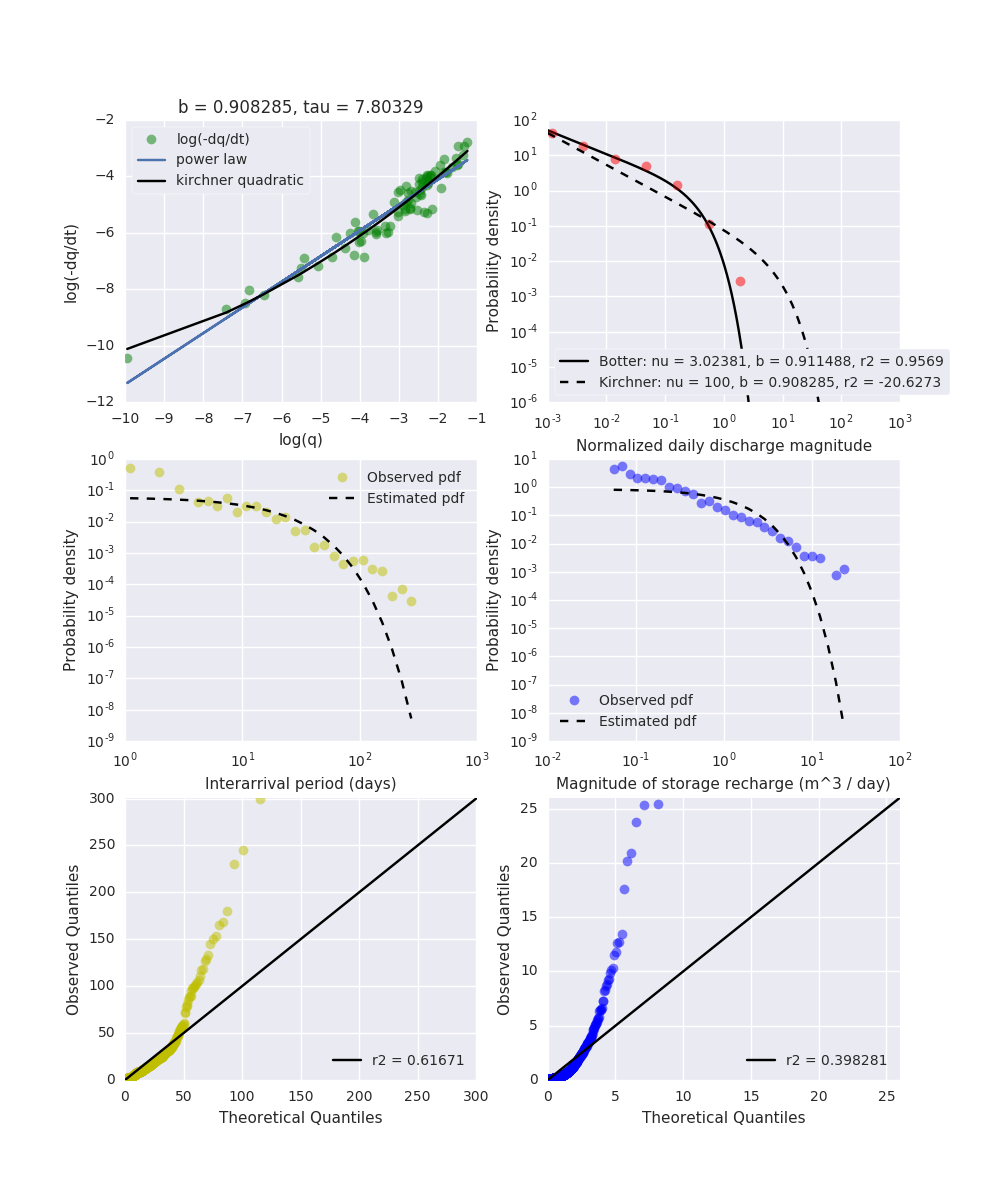 b = 0.908285, tau = 7.80329
−2
−4
−6
−8
−10
−12
log(-dq/dt)
log(-dq/dt)
power law
kirchner quadratic
−10 −9 −8 −7 −6 −5 −4 −3 −2 −1
log(q)
10^2
10^1
10^0
10^-1
10^-2
10^-3
10^-4
10^-5
10^-6
Probability density
Botter: nu = 3.02381, b = 0.911488, r2 = 0.9569
Kirchner: nu = 100, b = 0.908285, r2 = -20.6273
10^-3 10^-2 10^-1 10^0 10^1 10^2 10^3
Normalized daily discharge magnitude
10^0
10^-1
10^-2
10^-3
10^-4
10^-5
10^-6
10^-7
10^-8
10^-9
Probability density
Observed pdf
Estimated pdf
10^0 10^1 10^2 10^3
Interarrival period (days)
10^1
10^0
10^-1
10^-2
10^-3
10^-4
10^-5
10^-6
10^-7
10^-8
10^-9
Probability density
Observed pdf
Estimated pdf
10^-2 10^-1 10^0 10^1 10^2
Magnitude of storage recharge (m^3 / day)
300
250
200
150
100
50
0
Observed Quantiles
r2 = 0.61671
0 50 100 150 200 250 300
Theoretical Quantiles
25
20
15
10
5
0
Observed Quantiles
r2 = 0.398281
0 5 10 15 20 25
Theoretical Quantiles